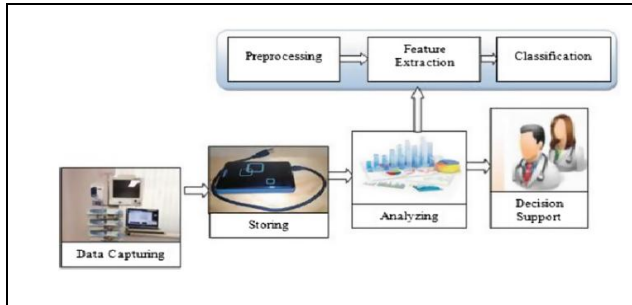 Preprocessing
Feature
Extraction
Classification
Data Capturing
Storing
Analyzing
Decision
Support